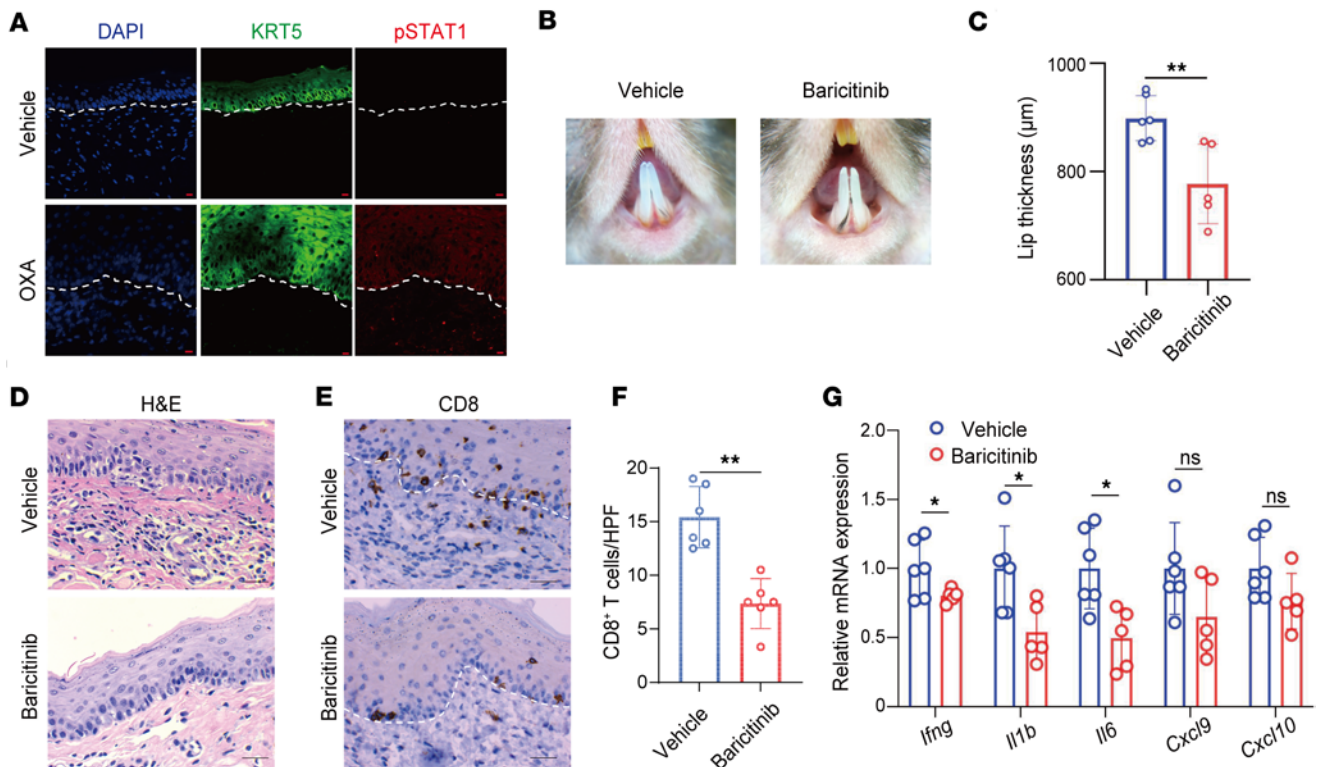 A
DAPI
KRT5
pSTAT1
Vehicle
OXA
B
Vehicle
Baricitinib
C
Lip thickness (μm)
1000
800
600
**
Vehicle
Baricitinib
D
H&E
Vehicle
Baricitinib
E
CD8
Vehicle
Baricitinib
F
CD8+ T cells/HPF
20
15
10
5
0
**
Vehicle
Baricitinib
G
Relative mRNA expression
2.0
1.5
1.0
0.5
0.0
Vehicle
Baricitinib
*
*
*
ns
ns
Ifng
Il1b
Il6
Cxcl9
Cxcl10